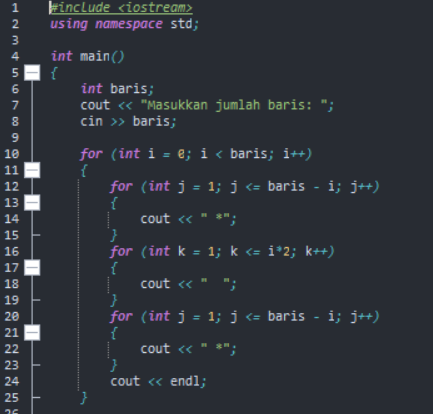 1 #include <iostream>
2 using namespace std;
3
4 int main()
5 {
6 int baris;
7 cout << "Masukkan jumlah baris: ";
8 cin >> baris;
9
10 for (int i = 0; i < baris; i++)
11 {
12 for (int j = 1; j <= baris - i; j++)
13 {
14 cout << " *";
15 }
16 for (int k = 1; k <= i*2; k++)
17 {
18 cout << "  ";
19 }
20 for (int j = 1; j <= baris - i; j++)
21 {
22 cout << " *";
23 }
24 cout << endl;
25 }
26